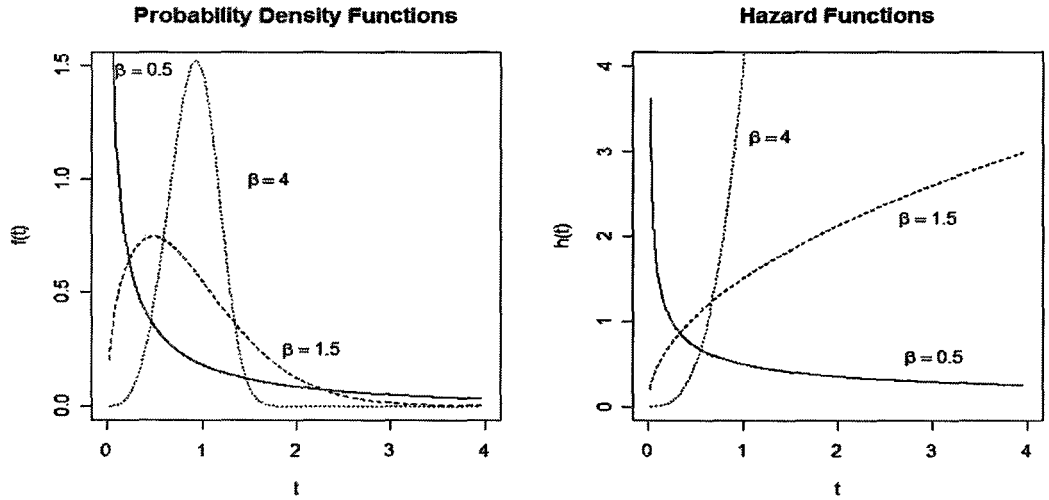 Probability Density Functions
f(t)
1.5
1.0
0.5
0.0
β = 0.5
β = 4
β = 1.5
0 1 2 3 4
t
Hazard Functions
h(t)
4
3
2
1
0
β = 4
β = 1.5
β = 0.5
0 1 2 3 4
t